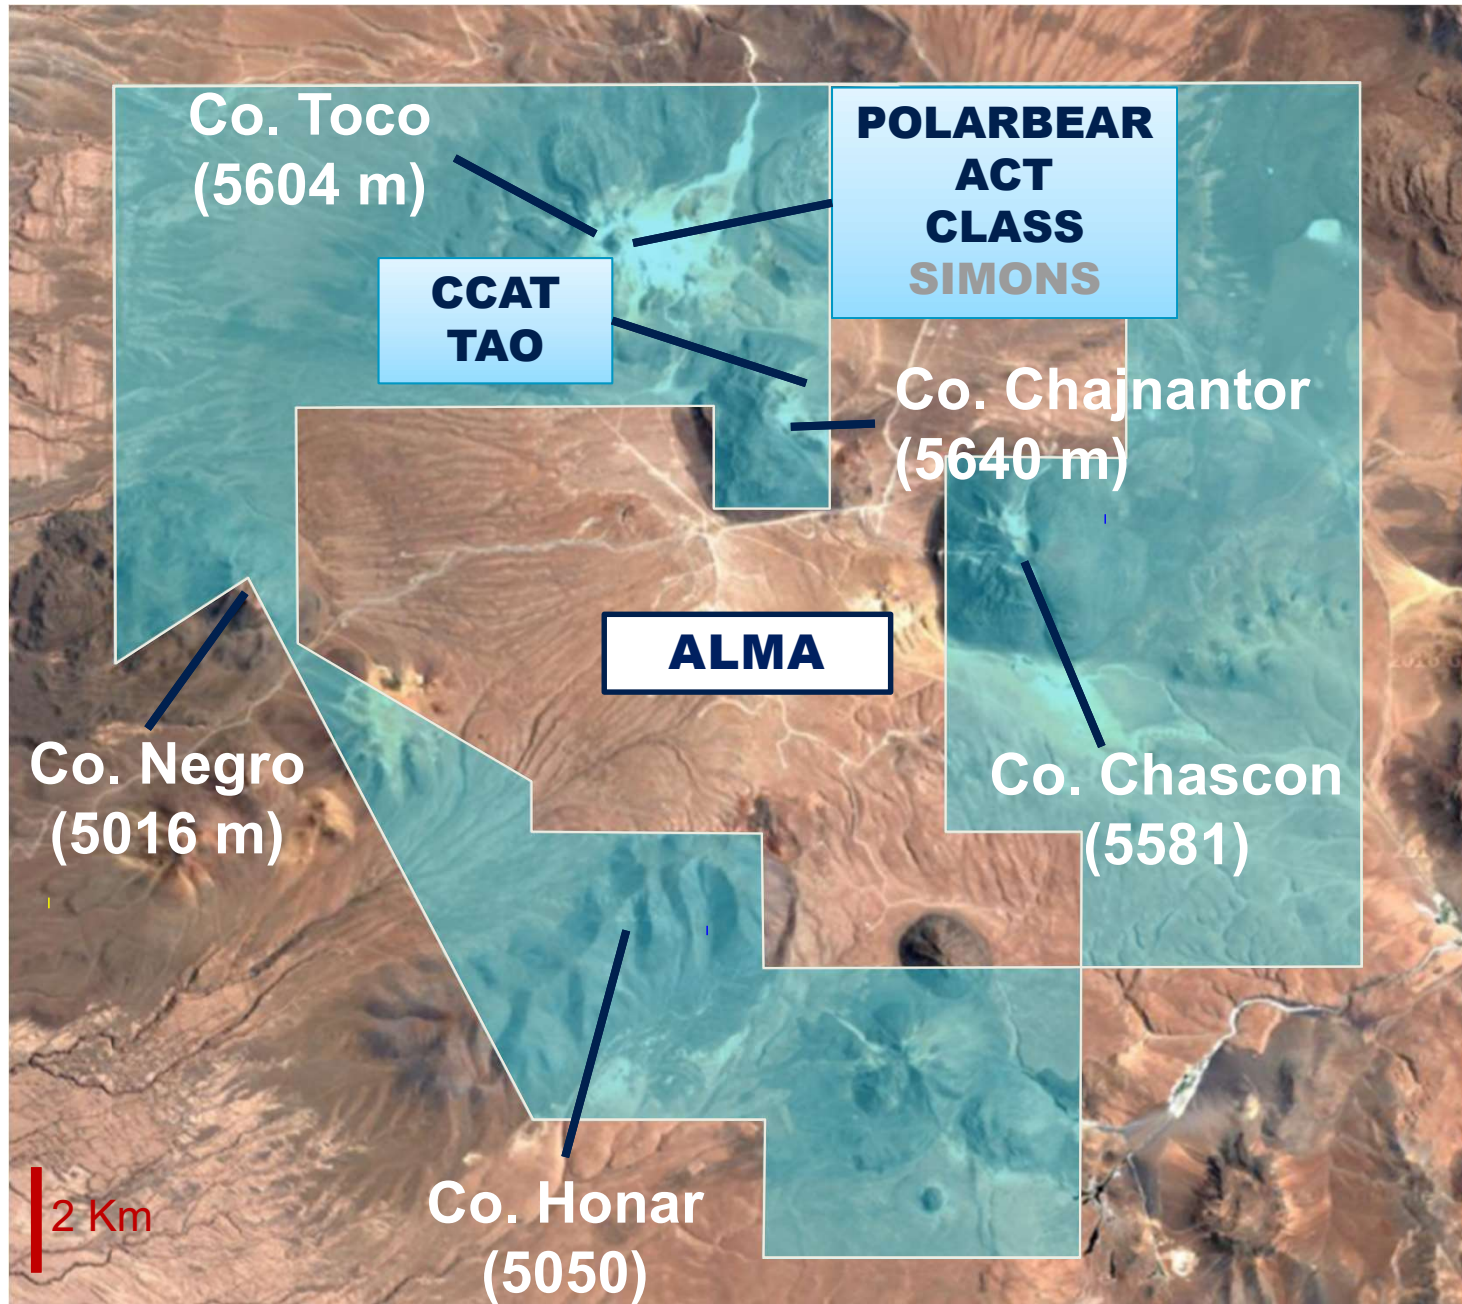 Co. Toco
(5604 m)
POLARBEAR
ACT
CLASS
SIMONS
CCAT
TAO
Co. Chajnantor
(5640 m)
ALMA
Co. Negro
(5016 m)
Co. Chascon
(5581)
Co. Honar
(5050)
2 Km